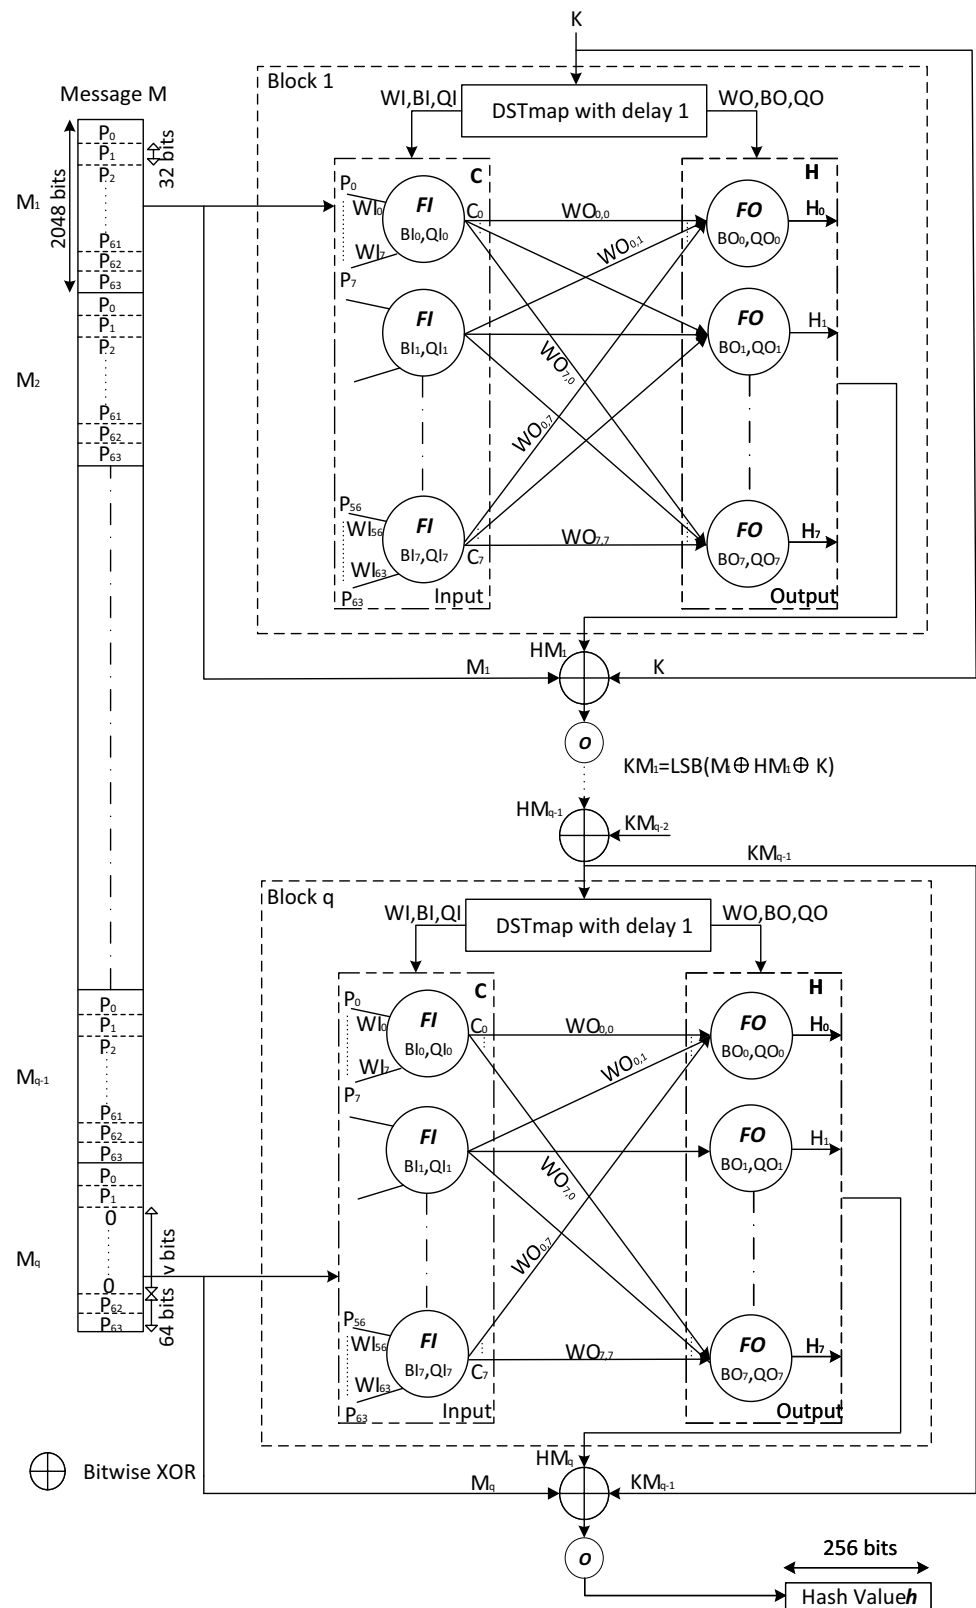 K
Block 1
Message M
WI,BI,QI
DSTmap with delay 1
WO,BO,QO
P₀
P₁
P₂
P₆₁
P₆₂
P₆₃
32 bits
2048 bits
M₁
C
P₀
WI₀
WI₇
P₇
FI
BI₀,QI₀
C₀
WO₀,₀
WO₀,₁
H
FO
BO₀,QO₀
H₀
P₀
P₁
P₂
P₆₁
P₆₂
P₆₃
M₂
FI
BI₁,QI₁
WO₇,₀
WO₀,₇
FO
BO₁,QO₁
H₁
P₅₆
WI₅₆
WI₆₃
P₆₃
FI
BI₇,QI₇
C₇
WO₇,₇
FO
BO₇,QO₇
H₇
Input
Output
HM₁
M₁
K
O
KM₁=LSB(M₁⊕ HM₁⊕ K)
HM_q-1
KM_q-2
KM_q-1
Block q
WI,BI,QI
DSTmap with delay 1
WO,BO,QO
P₀
P₁
P₂
P₆₁
P₆₂
P₆₃
M_q-1
C
P₀
WI₀
WI₇
P₇
FI
BI₀,QI₀
C₀
WO₀,₀
WO₀,₁
H
FO
BO₀,QO₀
H₀
FI
BI₁,QI₁
WO₇,₀
WO₀,₇
FO
BO₁,QO₁
H₁
P₀
P₁
0
0
P₆₂
P₆₃
v bits
64 bits
M_q
P₅₆
WI₅₆
WI₆₃
P₆₃
FI
BI₇,QI₇
C₇
WO₇,₇
FO
BO₇,QO₇
H₇
Input
Output
HM_q
Bitwise XOR
M_q
KM_q-1
O
256 bits
Hash Value h